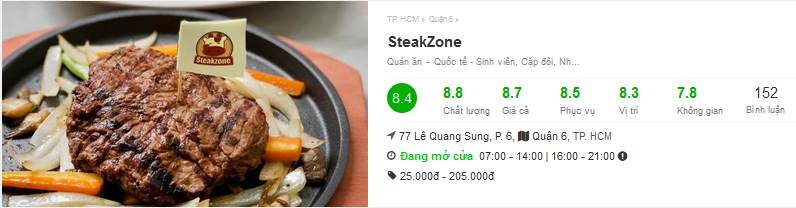 Steakzone
TP. HCM » Quận 6 »
SteakZone
Quán ăn - Quốc tế - Sinh viên, Cặp đôi, Nh...
8.4
8.8 8.7 8.5 8.3 7.8 152
Chất lượng Giá cả Phục vụ Vị trí Không gian Bình luận
77 Lê Quang Sung, P. 6, Quận 6, TP. HCM
Đang mở cửa 07:00 - 14:00 | 16:00 - 21:00
25.000đ - 205.000đ